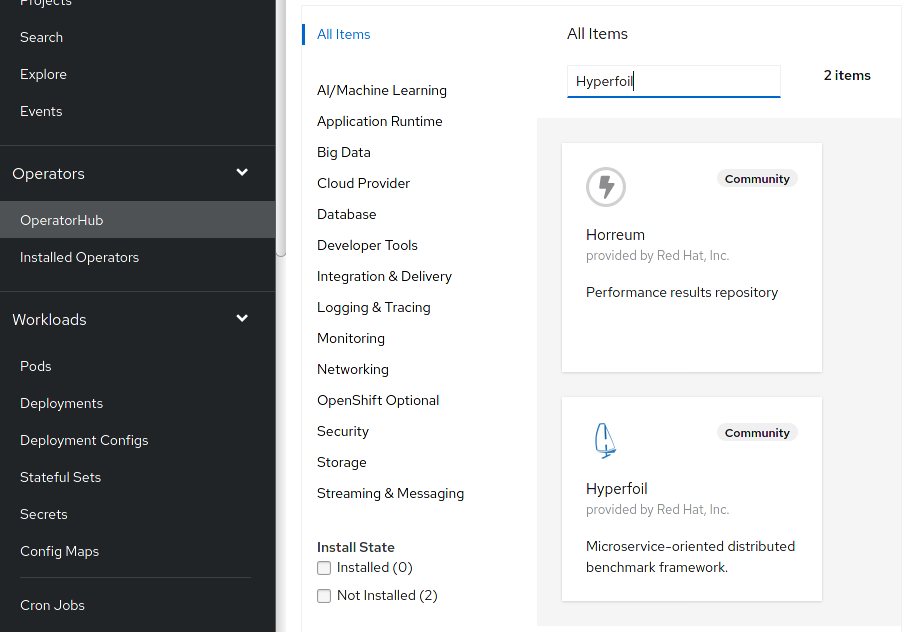 Projects
Search
Explore
Events
Operators
OperatorHub
Installed Operators
Workloads
Pods
Deployments
Deployment Configs
Stateful Sets
Secrets
Config Maps
Cron Jobs
All Items
AI/Machine Learning
Application Runtime
Big Data
Cloud Provider
Database
Developer Tools
Integration & Delivery
Logging & Tracing
Monitoring
Networking
OpenShift Optional
Security
Storage
Streaming & Messaging
Install State
Installed (0)
Not Installed (2)
All Items
Hyperfoil
2 items
Community
Horreum
provided by Red Hat, Inc.
Performance results repository
Community
Hyperfoil
provided by Red Hat, Inc.
Microservice-oriented distributed
benchmark framework.